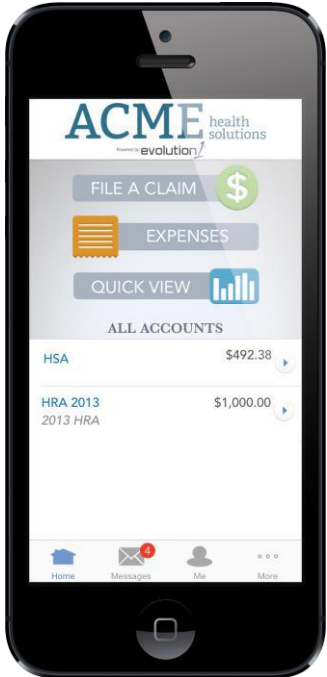 ACME health
solutions
Powered by evolution1
FILE A CLAIM $
EXPENSES
QUICK VIEW
ALL ACCOUNTS
HSA $492.38
HRA 2013 $1,000.00
2013 HRA
4
Home Messages Me More